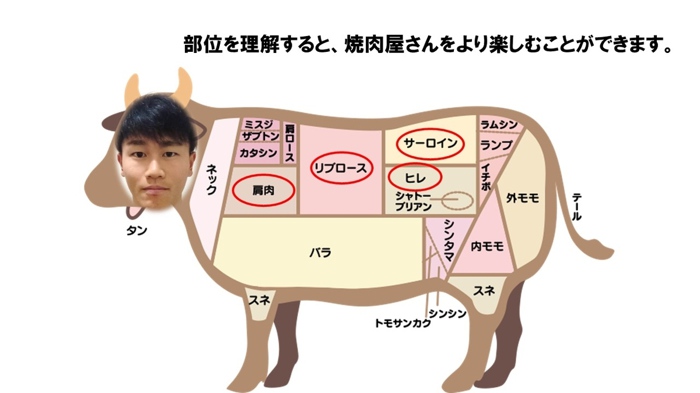 部位を理解すると、焼肉屋さんをより楽しむことができます。
ミスジ
ザブトン
カタシン
肩ロース
肩肉
ネック
タン
リブロース
サーロイン
ヒレ
シャトー
ブリアン
ラムシン
ランプ
イチボ
外モモ
内モモ
シンタマ
テール
バラ
スネ
スネ
シンシン
トモサンカク